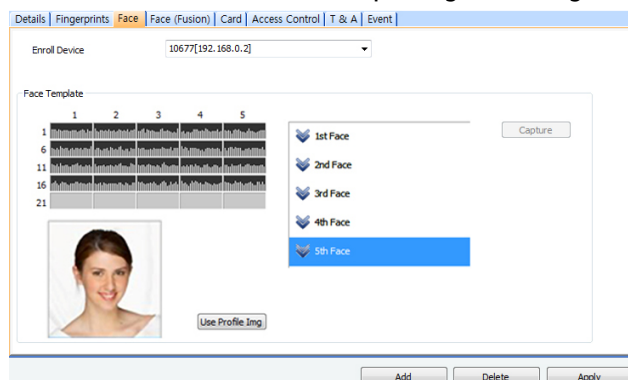 Details Fingerprints Face Face (Fusion) Card Access Control T & A Event
Enroll Device 10677[192.168.0.2]
Face Template
1 2 3 4 5
1
6
11
16
21
1st Face
2nd Face
3rd Face
4th Face
5th Face
Capture
Use Profile Img
Add Delete Apply